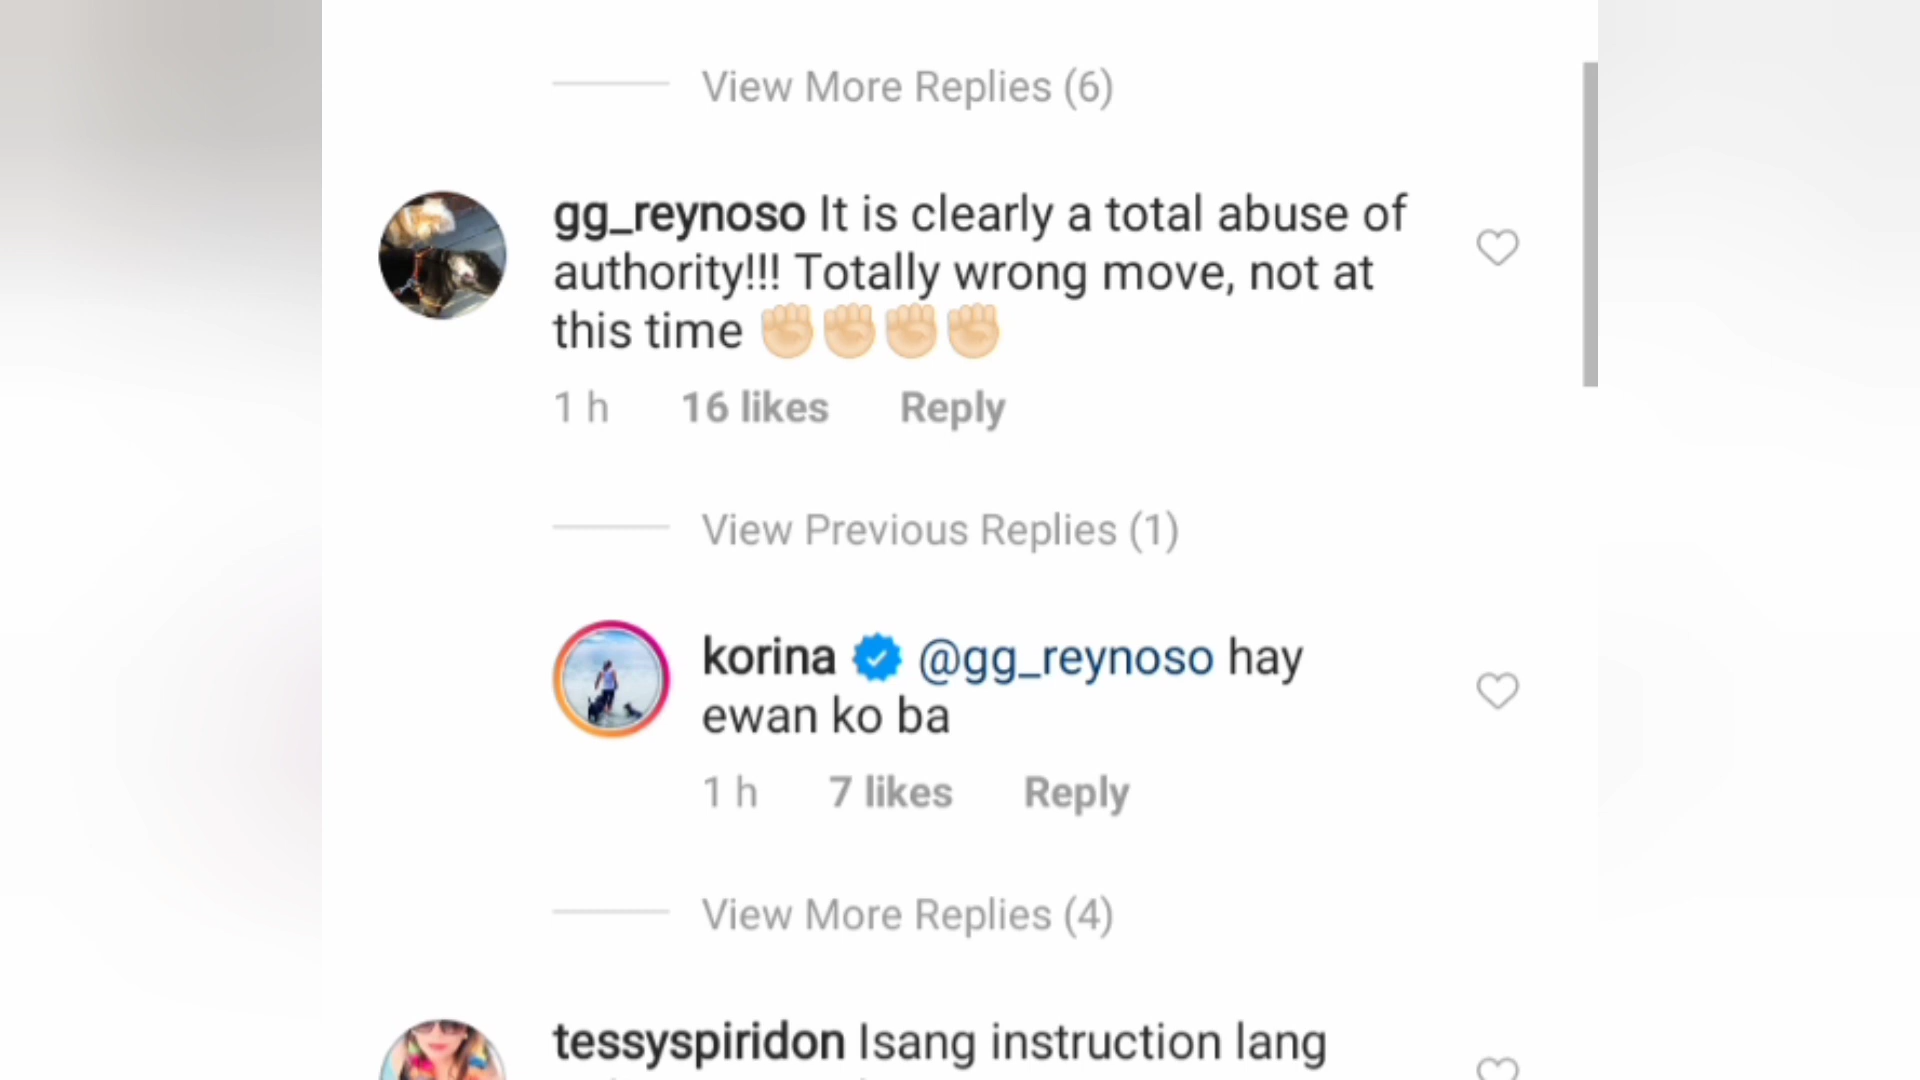 View More Replies (6)
gg_reynoso It is clearly a total abuse of
authority!!! Totally wrong move, not at
this time ✊🏻✊🏻✊🏻✊🏻
1 h 16 likes Reply
View Previous Replies (1)
korina @gg_reynoso hay
ewan ko ba
1 h 7 likes Reply
View More Replies (4)
tessyspiridon Isang instruction lang